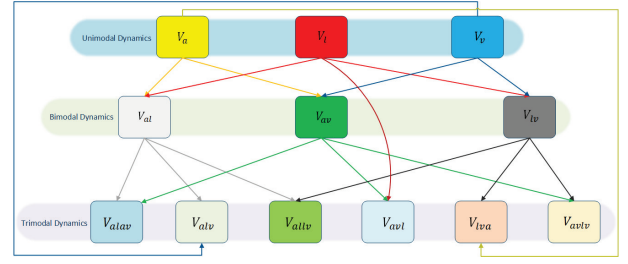 Unimodal Dynamics V_a V_l V_v
Bimodal Dynamics V_al V_av V_lv
Trimodal Dynamics V_alav V_alv V_allv V_avl V_lva V_avlv